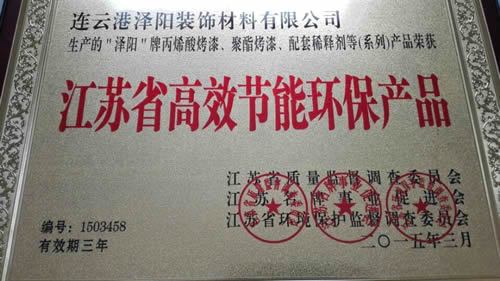 连云港泽阳装饰材料有限公司
生产的"泽阳"牌丙烯酸烤漆、聚酯烤漆、配套稀释剂等(系列)产品荣获
江苏省高效节能环保产品
江苏省质量监督调查委员会
江苏名牌事业促进会
江苏省环境保护监督调查委员会
编号:1503458
有效期三年
二〇一五年三月